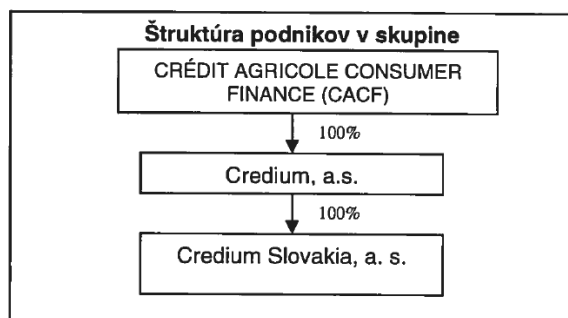 Štruktúra podnikov v skupine
CRÉDIT AGRICOLE CONSUMER
FINANCE (CACF)
100%
Credium, a.s.
100%
Credium Slovakia, a. s.